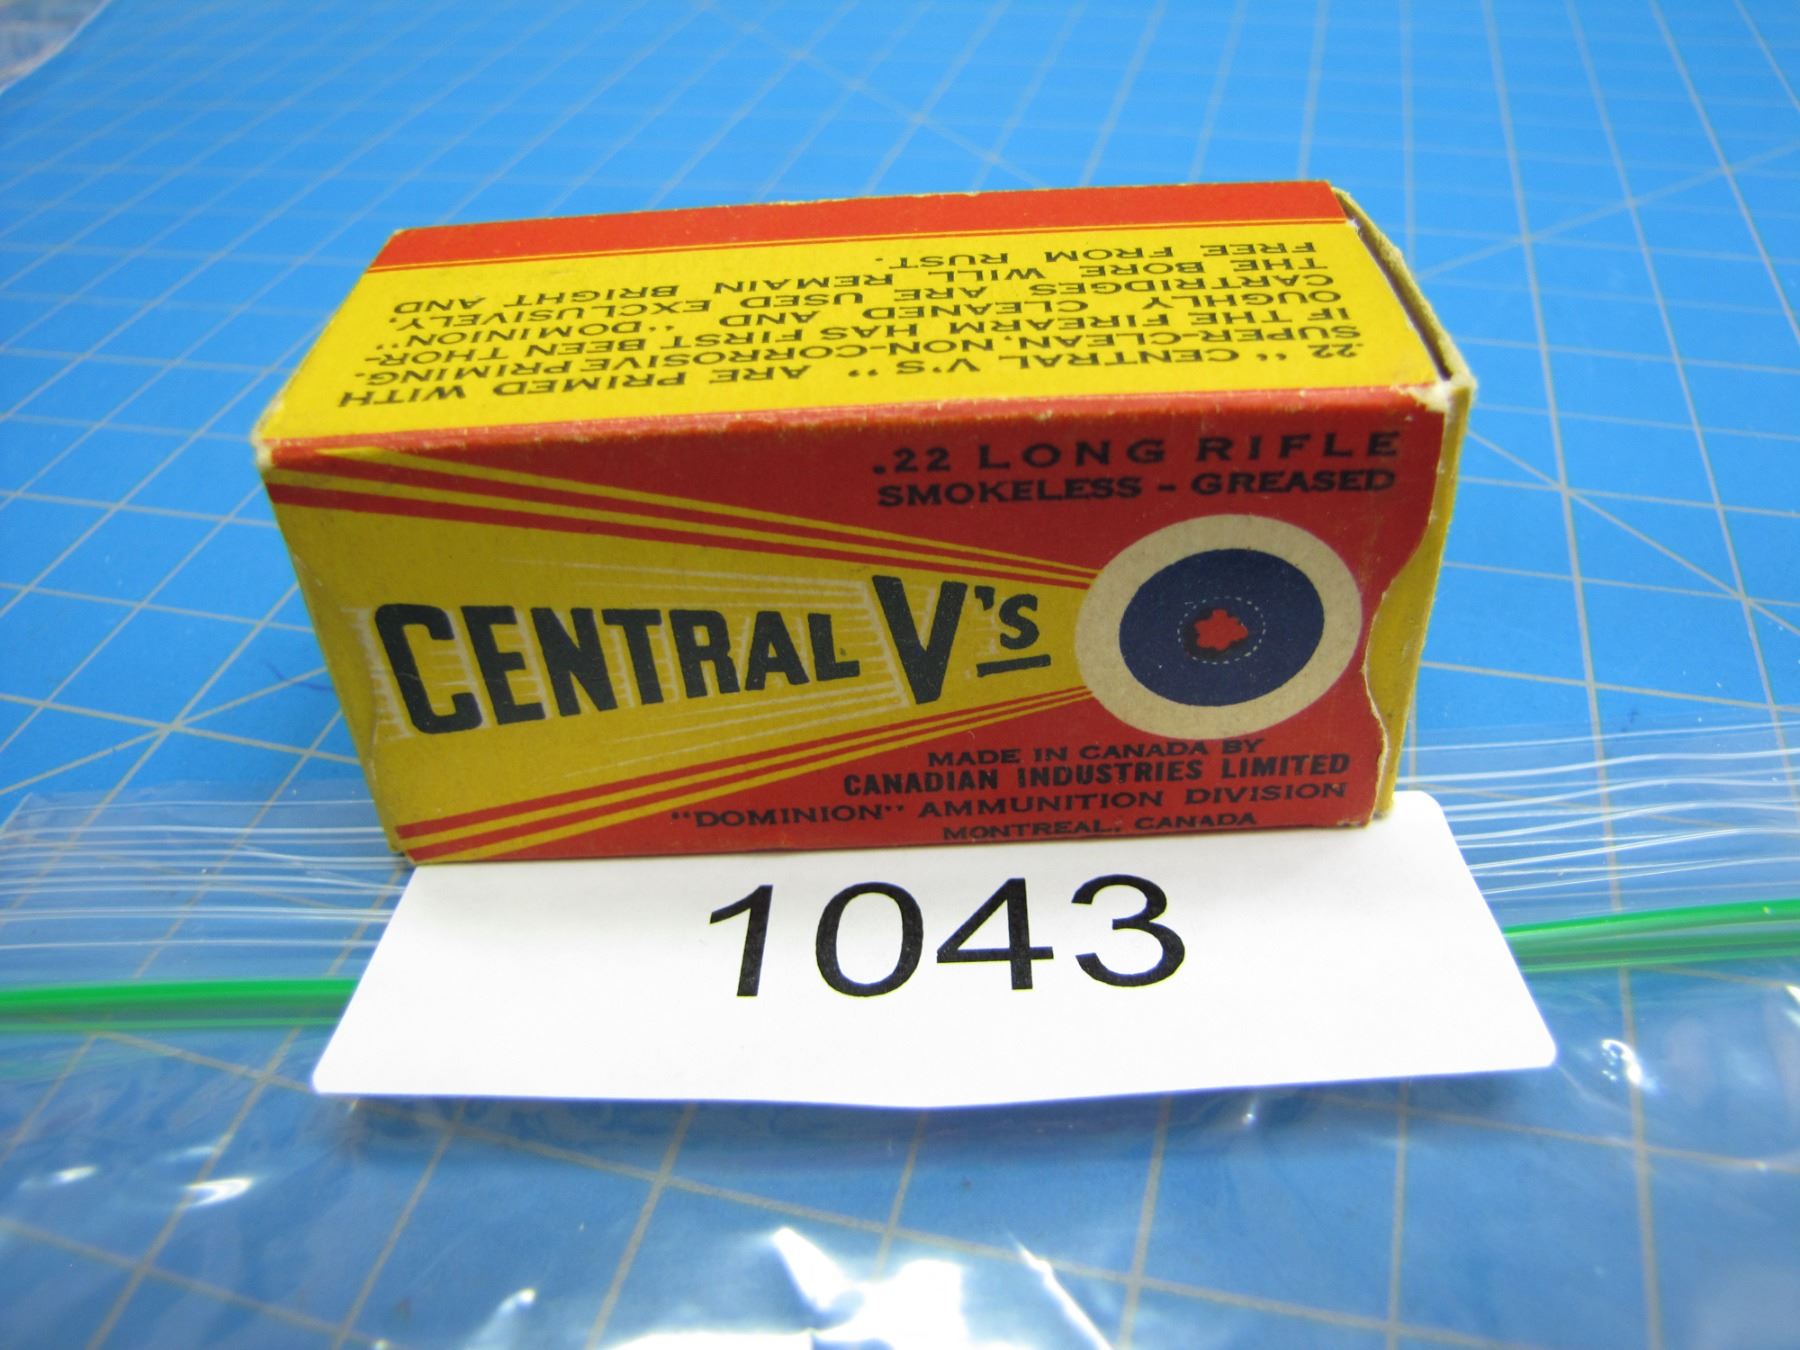 .22 "CENTRAL V'S" ARE PRIMED WITH
SUPER-CLEAN, NON-CORROSIVE PRIMING.
IF THE FIREARM HAS FIRST BEEN THOR-
OUGHLY CLEANED AND "DOMINION"
CARTRIDGES ARE USED EXCLUSIVELY,
THE BORE WILL REMAIN BRIGHT AND
FREE FROM RUST.
.22 LONG RIFLE
SMOKELESS - GREASED
CENTRAL V's
MADE IN CANADA BY
CANADIAN INDUSTRIES LIMITED
"DOMINION" AMMUNITION DIVISION
MONTREAL, CANADA
1043